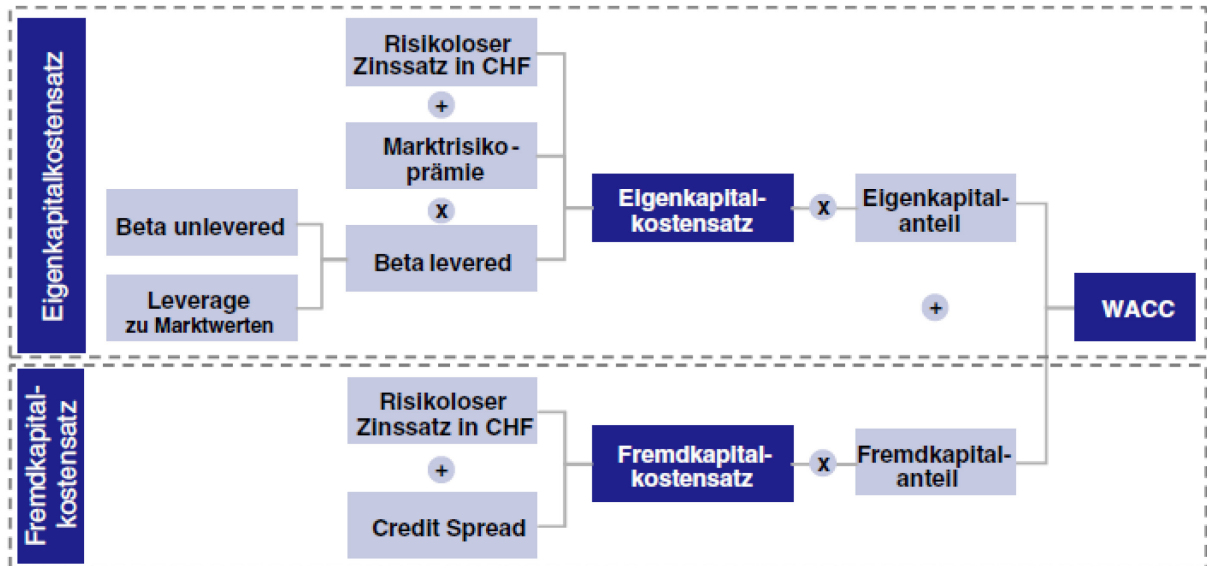 Eigenkapitalkostensatz
Risikoloser
Zinssatz in CHF
+
Marktrisiko-
prämie
x
Beta unlevered
Beta levered
Leverage
zu Marktwerten
Eigenkapital-
kostensatz
x
Eigenkapital-
anteil
+
WACC
Fremdkapital-
kostensatz
Risikoloser
Zinssatz in CHF
+
Credit Spread
Fremdkapital-
kostensatz
x
Fremdkapital-
anteil